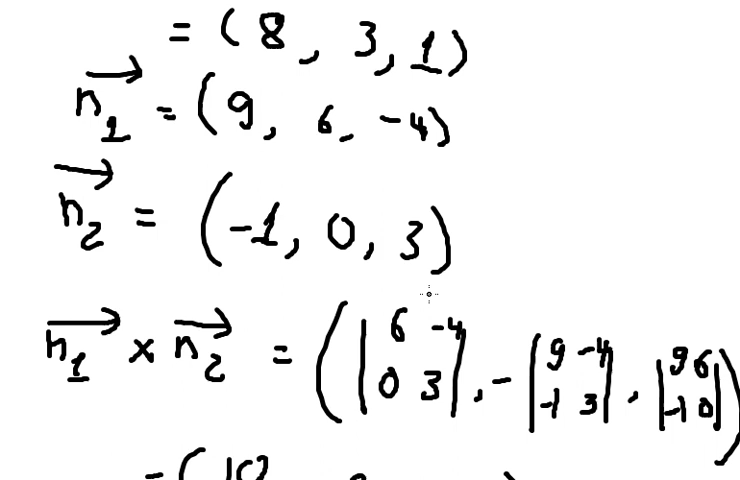 = (8, 3, 1)
n₁ = (9, 6, -4)
n₂ = (-1, 0, 3)
n₁ x n₂ = (|6 -4 0 3|, -|9 -4 -1 3|, |9 6 -1 0|)
= (